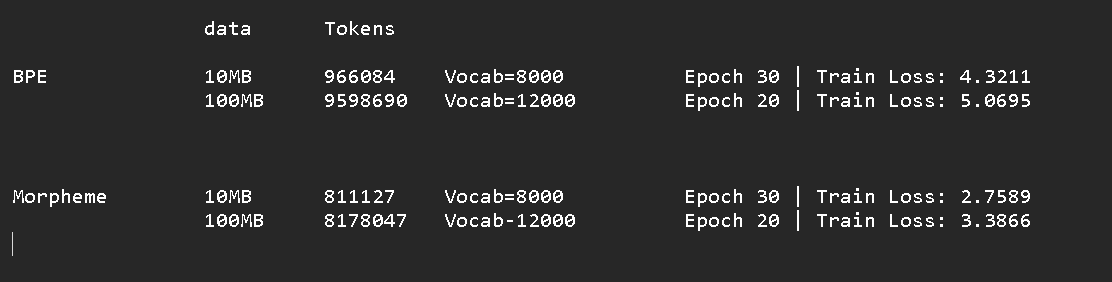 data Tokens
BPE 10MB 966084 Vocab=8000 Epoch 30 | Train Loss: 4.3211
100MB 9598690 Vocab=12000 Epoch 20 | Train Loss: 5.0695
Morpheme 10MB 811127 Vocab=8000 Epoch 30 | Train Loss: 2.7589
100MB 8178047 Vocab-12000 Epoch 20 | Train Loss: 3.3866